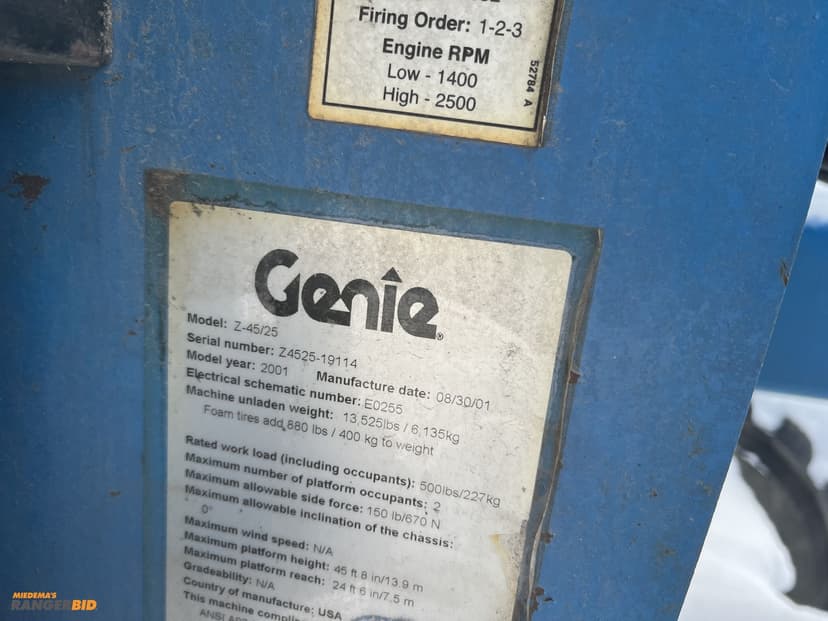 Firing Order: 1-2-3
Engine RPM
Low - 1400
High - 2500
52784 A
Genie®
Model: Z-45/25
Serial number: Z4525-19114
Model year: 2001 Manufacture date: 08/30/01
Electrical schematic number: E0255
Machine unladen weight: 13,525lbs / 6,135kg
Foam tires add 880 lbs / 400 kg to weight
Rated work load (including occupants): 500lbs/227kg
Maximum number of platform occupants: 2
Maximum allowable side force: 150 lb/670 N
Maximum allowable inclination of the chassis:
0°
Maximum wind speed: N/A
Maximum platform height: 45 ft 8 in/13.9 m
Maximum platform reach: 24 ft 6 in/7.5 m
Gradeability: N/A
Country of manufacture: USA
This machine
ANSI
MIEDEMA'S
RANGERBID